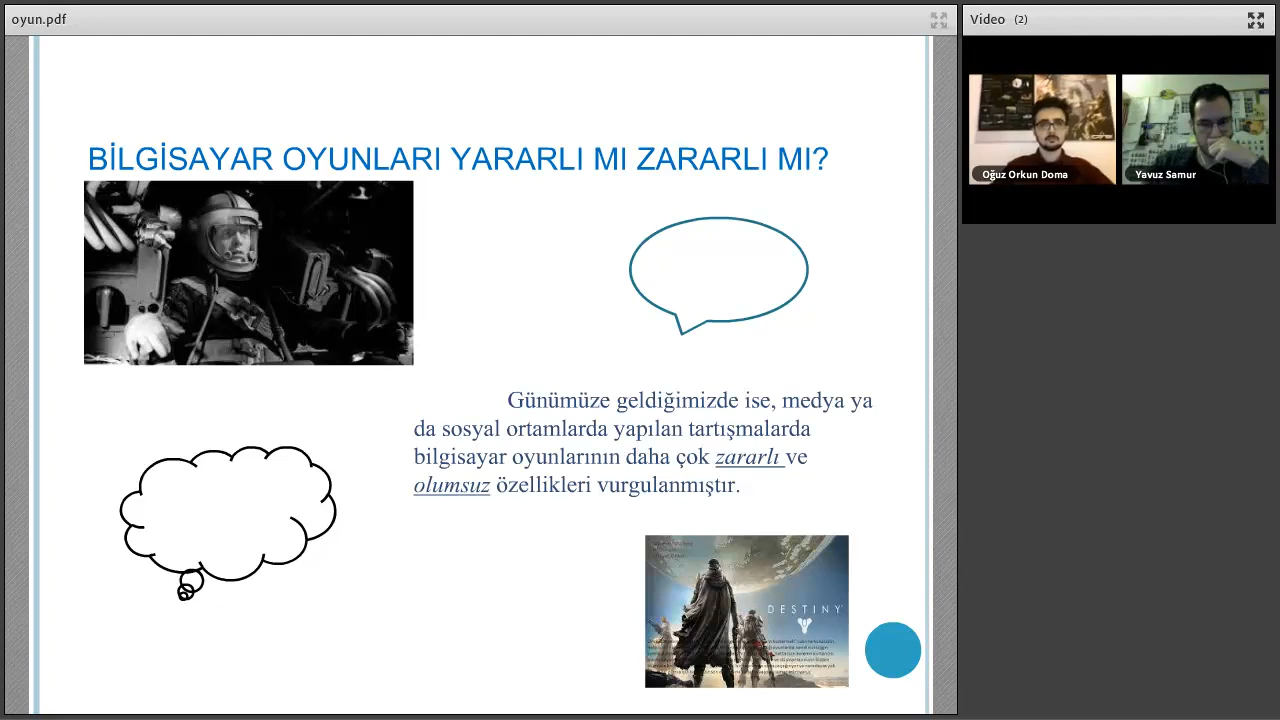 oyun.pdf
Video (2)
Oğuz Orkun Doma
Yavuz Samur
BİLGİSAYAR OYUNLARI YARARLI MI ZARARLI MI?
Günümüze geldiğimizde ise, medya ya
da sosyal ortamlarda yapılan tartışmalarda
bilgisayar oyunlarının daha çok zararlı ve
olumsuz özellikleri vurgulanmıştır.
DESTINY